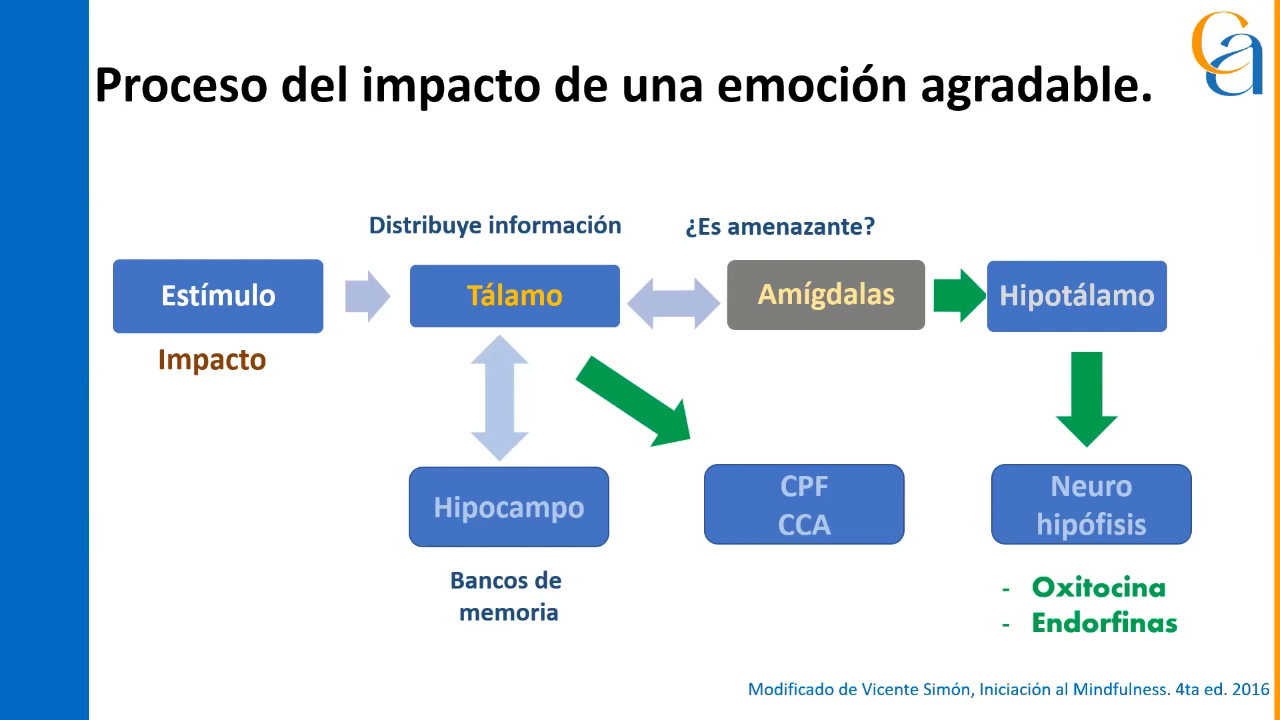 Ca
Proceso del impacto de una emoción agradable.
Distribuye información
¿Es amenazante?
Estímulo
Tálamo
Amígdalas
Hipotálamo
Impacto
Hipocampo
CPF
CCA
Neuro
hipófisis
Bancos de
memoria
- Oxitocina
- Endorfinas
Modificado de Vicente Simón, Iniciación al Mindfulness. 4ta ed. 2016